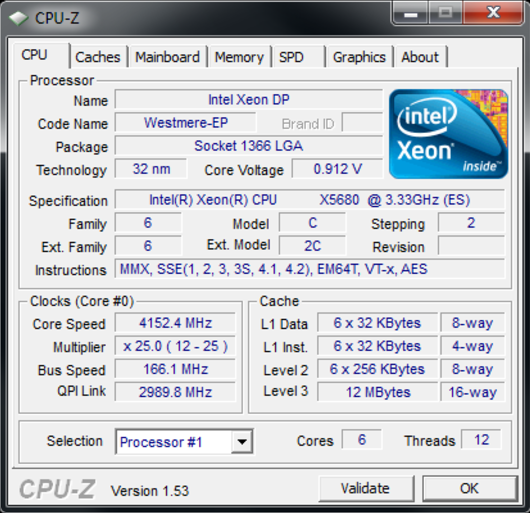 CPU-Z
CPU Caches Mainboard Memory SPD Graphics About
Processor
Name Intel Xeon DP
Code Name Westmere-EP Brand ID
Package Socket 1366 LGA
Technology 32 nm Core Voltage 0.912 V
intel Xeon inside™
Specification Intel(R) Xeon(R) CPU X5680 @ 3.33GHz (ES)
Family 6 Model C Stepping 2
Ext. Family 6 Ext. Model 2C Revision
Instructions MMX, SSE(1, 2, 3, 3S, 4.1, 4.2), EM64T, VT-x, AES
Clocks (Core #0)
Core Speed 4152.4 MHz
Multiplier x 25.0 ( 12 - 25 )
Bus Speed 166.1 MHz
QPI Link 2989.8 MHz
Cache
L1 Data 6 x 32 KBytes 8-way
L1 Inst. 6 x 32 KBytes 4-way
Level 2 6 x 256 KBytes 8-way
Level 3 12 MBytes 16-way
Selection Processor #1 Cores 6 Threads 12
CPU-Z Version 1.53 Validate OK